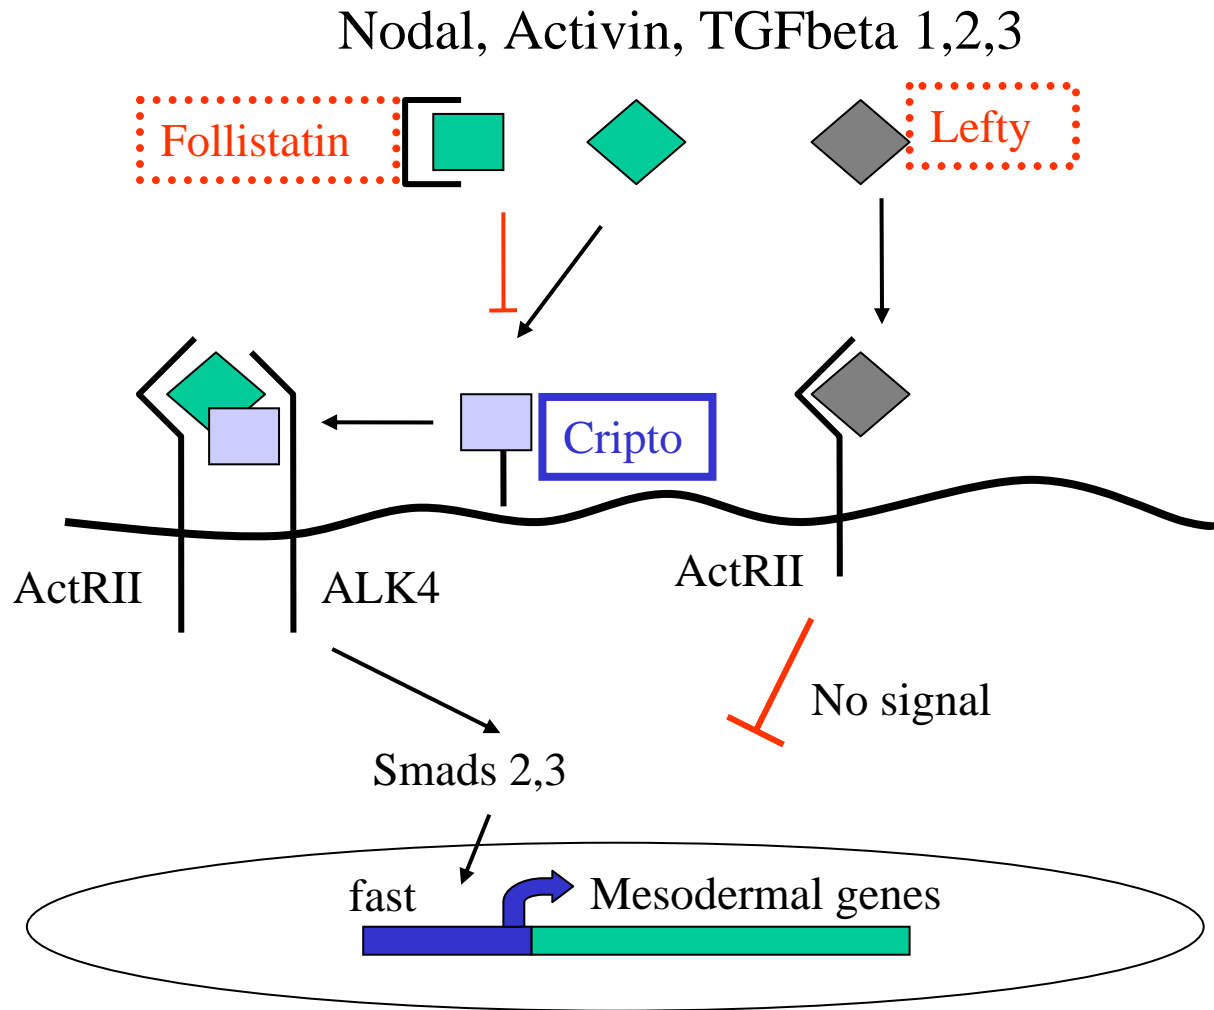 Nodal, Activin, TGFbeta 1,2,3
Follistatin
Lefty
Cripto
ActRII
ALK4
ActRII
No signal
Smads 2,3
fast
Mesodermal genes